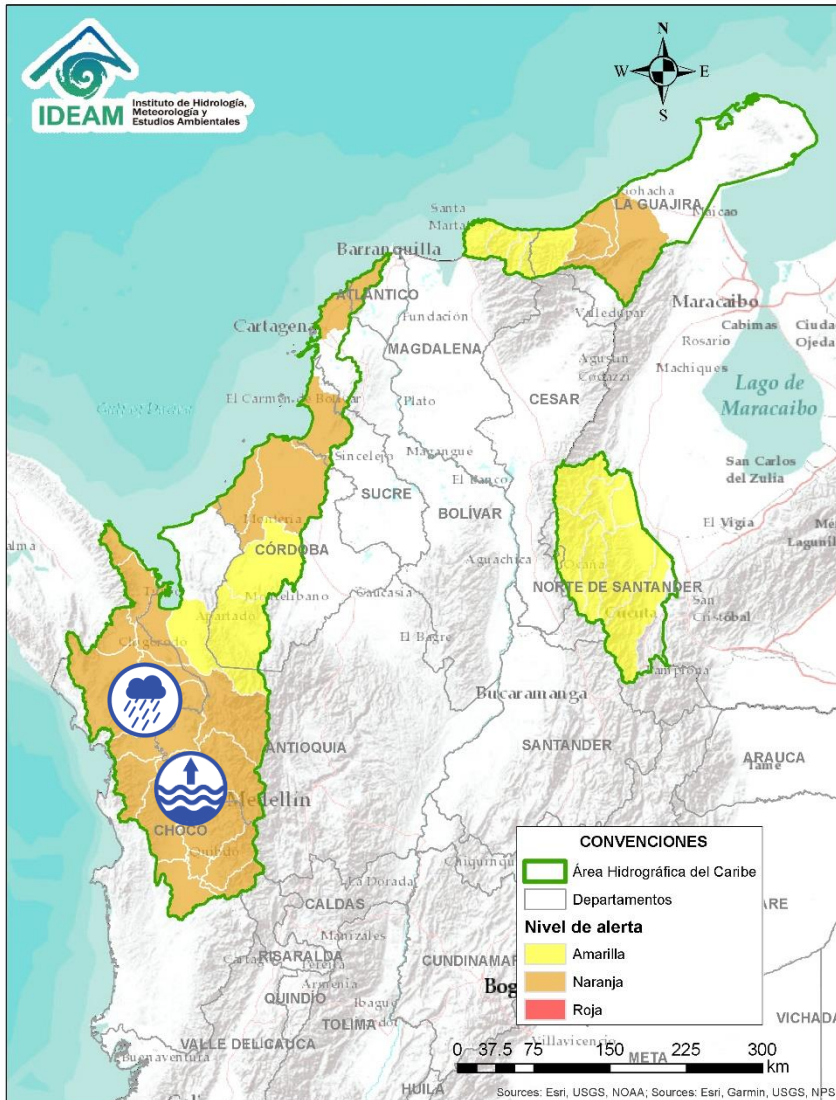 IDEAM
Instituto de Hidrología,
Meteorología y
Estudios Ambientales
N
W
E
S
Santa
Marta
LA GUAJIRA
Maicao
Barranquilla
ATLÁNTICO
Maracaibo
Cartagena
Fundación
Valledupar
Cabimas
Ciudad
Ojeda
Rosario
MAGDALENA
Machiques
Agustín
Codazzi
CESAR
Lago de
Maracaibo
El Carmen de Bolívar
Plato
Sincelejo
Magangué
San Carlos
del Zulia
El Banco
SUCRE
BOLÍVAR
El Vigía
Montería
CÓRDOBA
Aguachica
Ocaña
Montelíbano
Caucasia
NORTE DE SANTANDER
San
Cristóbal
Cúcuta
Apartadó
El Bagre
Chigorodó
Pamplona
Bucaramanga
ANTIOQUIA
SANTANDER
ARAUCA
Tame
Medellín
CHOCÓ
Quibdó
La Dorada
CALDAS
Manizales
RISARALDA
Pereira
Armenia
CUNDINAMAR
QUINDÍO
Ibagué
TOLIMA
VALLE DEL CAUCA
Buenaventura
HUILA
Villavicencio
META
VICHADA
CONVENCIONES
Área Hidrográfica del Caribe
Departamentos
Nivel de alerta
Amarilla
Naranja
Roja
0 37.5 75 150 225 300
km
Sources: Esri, USGS, NOAA; Sources: Esri, Garmin, USGS, NPS